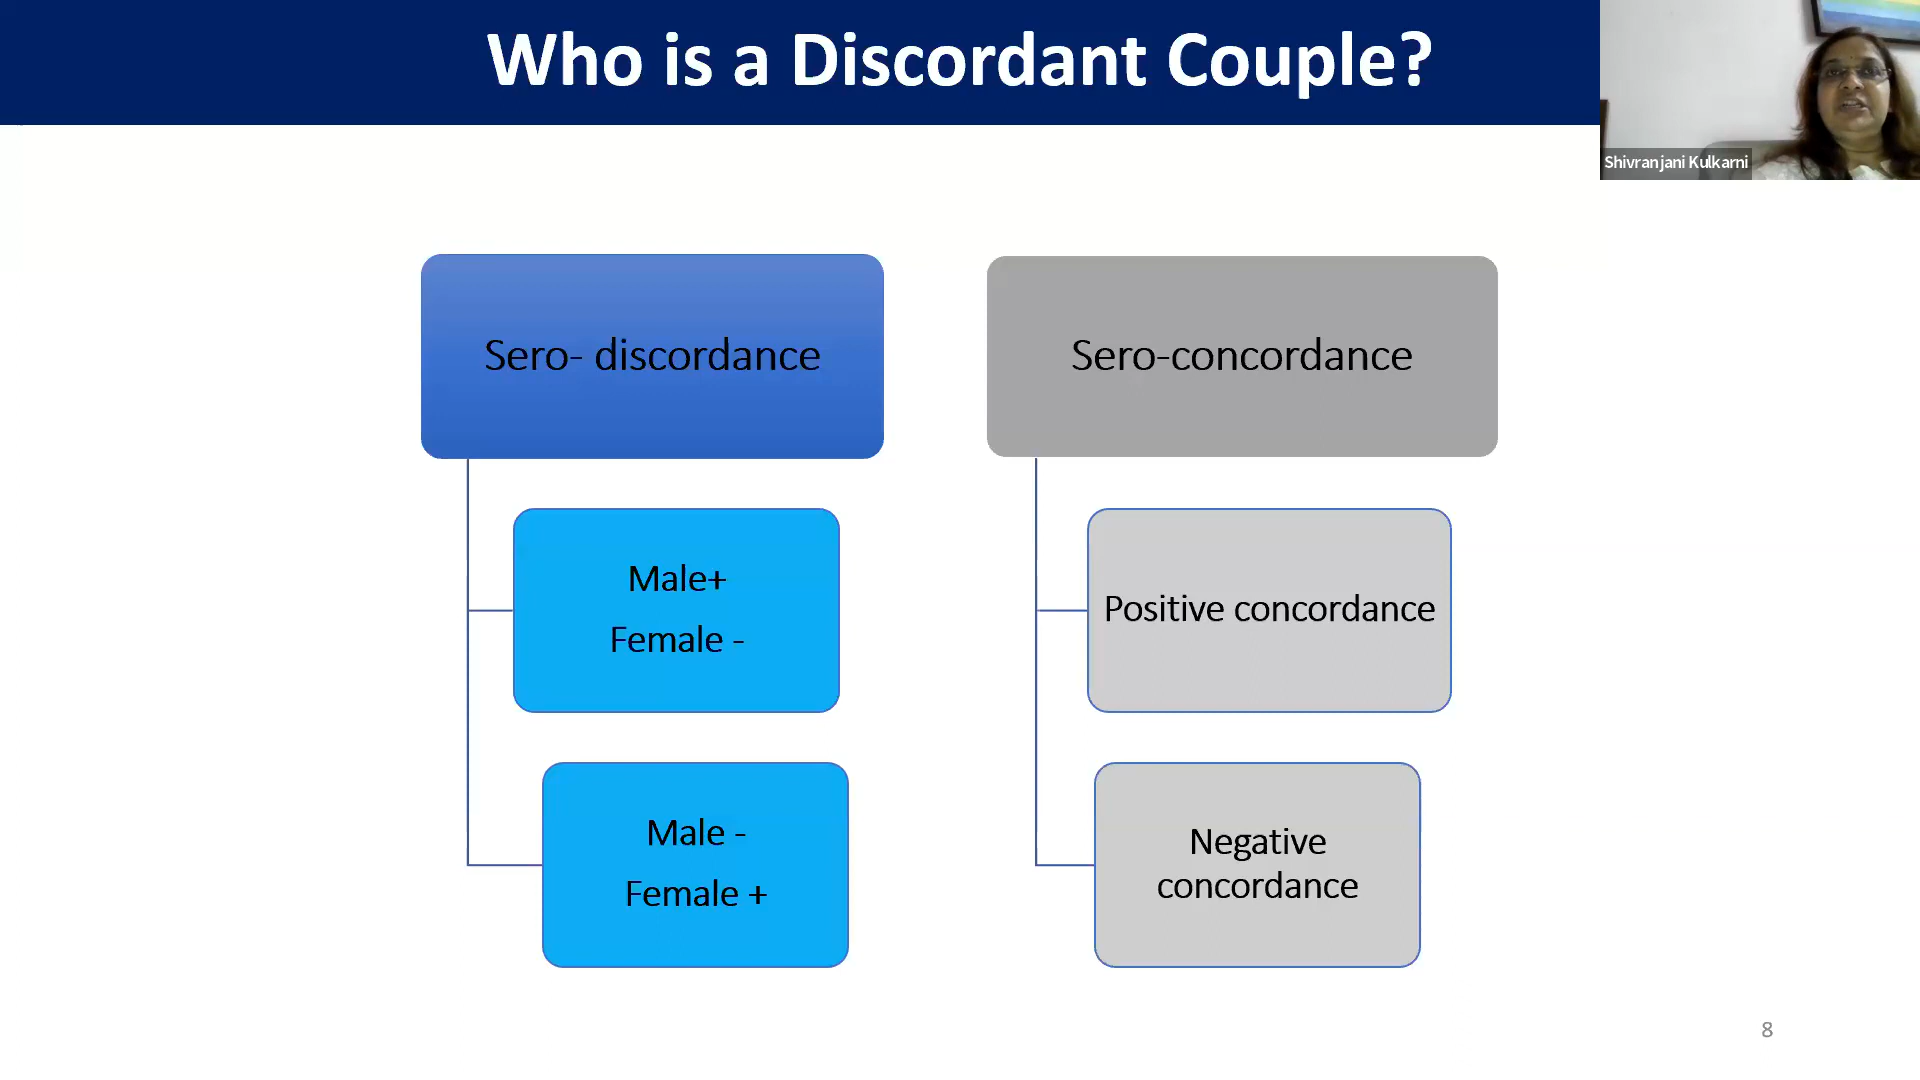 Who is a Discordant Couple?
Shivranjani Kulkarni
Sero- discordance
Sero-concordance
Male+
Female -
Positive concordance
Male -
Female +
Negative
concordance
8